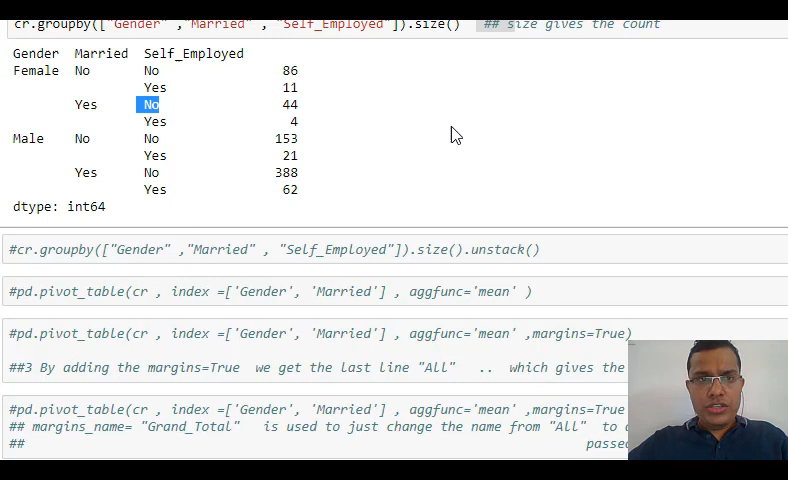 cr.groupby(["Gender" ,"Married" , "Self_Employed"]).size()  ## size gives the count
Gender  Married  Self_Employed
Female  No       No               86
                 Yes              11
        Yes      No               44
                 Yes               4
Male    No       No              153
                 Yes              21
        Yes      No              388
                 Yes              62
dtype: int64
#cr.groupby(["Gender" ,"Married" , "Self_Employed"]).size().unstack()
#pd.pivot_table(cr , index =['Gender', 'Married'] , aggfunc='mean' )
#pd.pivot_table(cr , index =['Gender', 'Married'] , aggfunc='mean' ,margins=True)
##3 By adding the margins=True  we get the last line "All"  ..  which gives the
#pd.pivot_table(cr , index =['Gender', 'Married'] , aggfunc='mean' ,margins=True
## margins_name= "Grand_Total"   is used to just change the name from "All"  to
##                                                                        passed